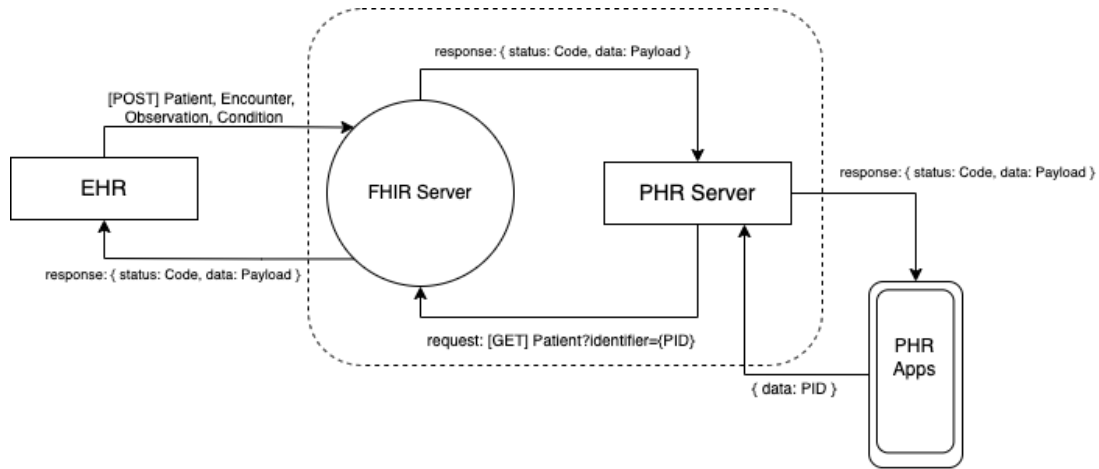 response: { status: Code, data: Payload }
[POST] Patient, Encounter,
Observation, Condition
EHR
FHIR Server
PHR Server
response: { status: Code, data: Payload }
response: { status: Code, data: Payload }
request: [GET] Patient?identifier={PID}
PHR
Apps
{ data: PID }